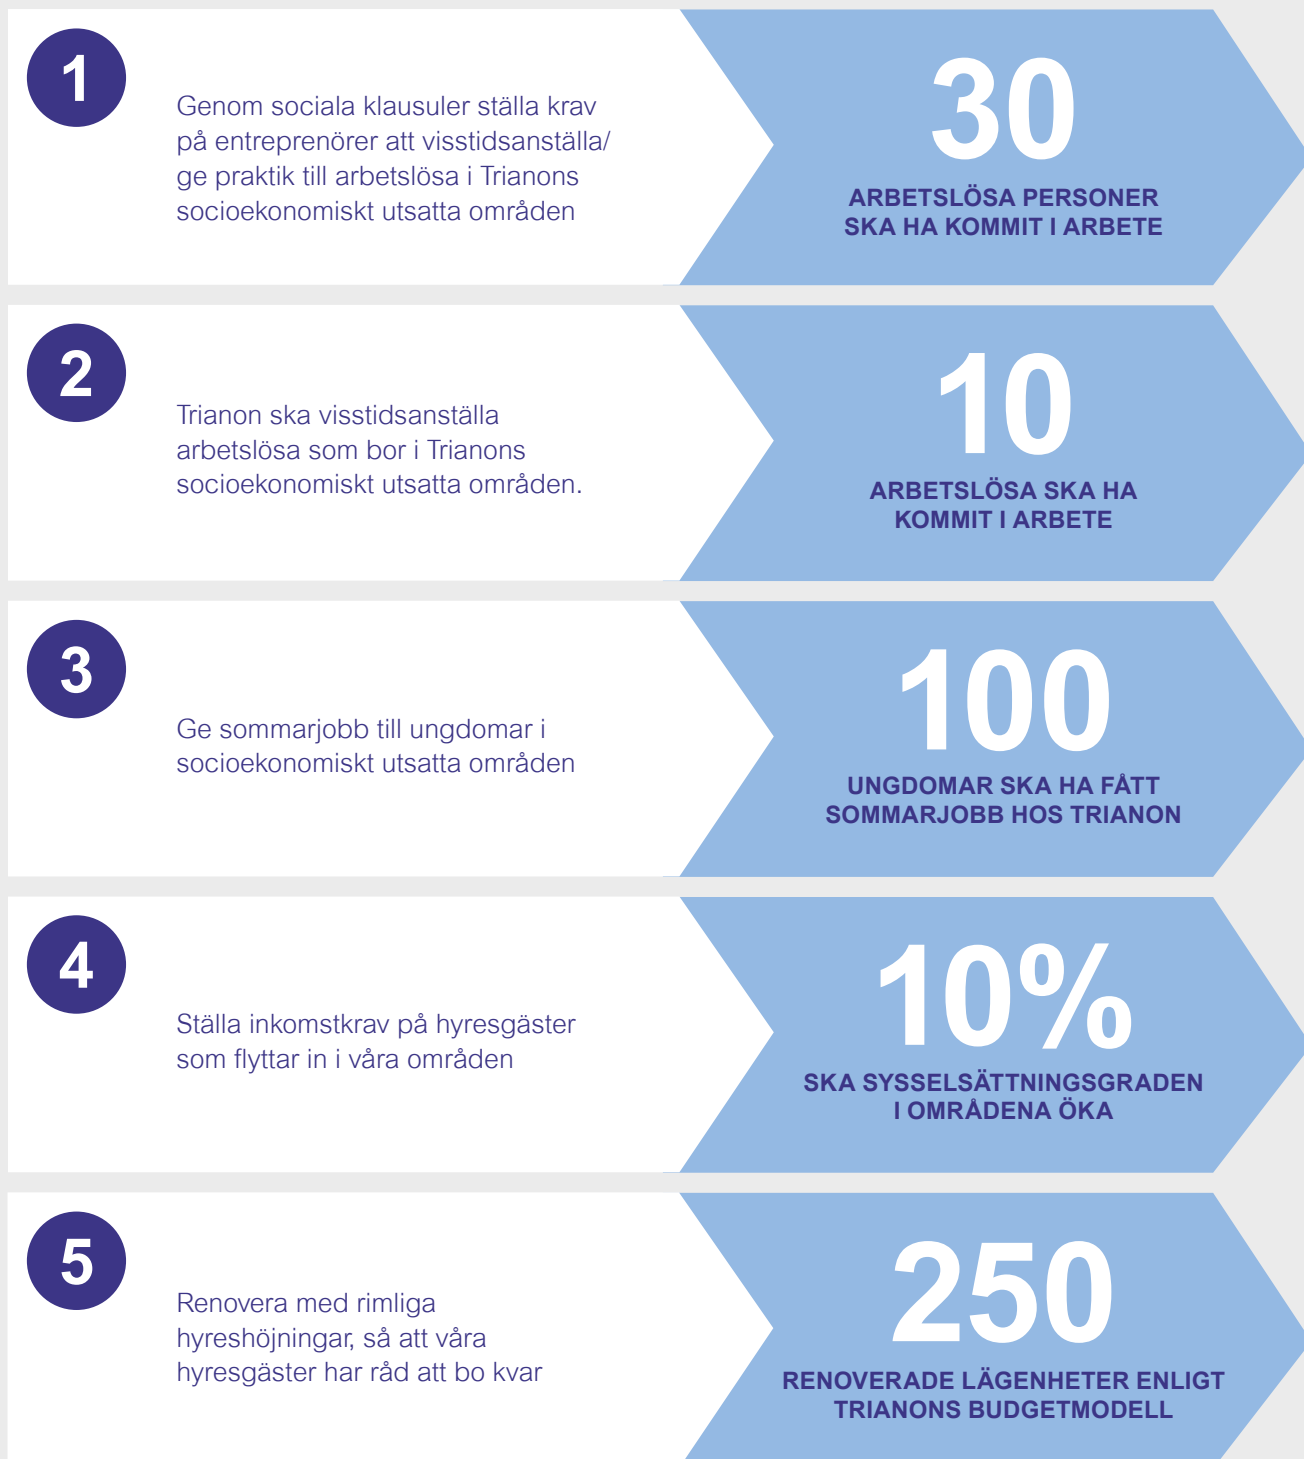 1
Genom sociala klausuler ställa krav
på entreprenörer att visstidsanställa/
ge praktik till arbetslösa i Trianons
socioekonomiskt utsatta områden
30
ARBETSLÖSA PERSONER
SKA HA KOMMIT I ARBETE
2
Trianon ska visstidsanställa
arbetslösa som bor i Trianons
socioekonomiskt utsatta områden.
10
ARBETSLÖSA SKA HA
KOMMIT I ARBETE
3
Ge sommarjobb till ungdomar i
socioekonomiskt utsatta områden
100
UNGDOMAR SKA HA FÅTT
SOMMARJOBB HOS TRIANON
4
Ställa inkomstkrav på hyresgäster
som flyttar in i våra områden
10%
SKA SYSSELSÄTTNINGSGRADEN
I OMRÅDENA ÖKA
5
Renovera med rimliga
hyreshöjningar, så att våra
hyresgäster har råd att bo kvar
250
RENOVERADE LÄGENHETER ENLIGT
TRIANONS BUDGETMODELL